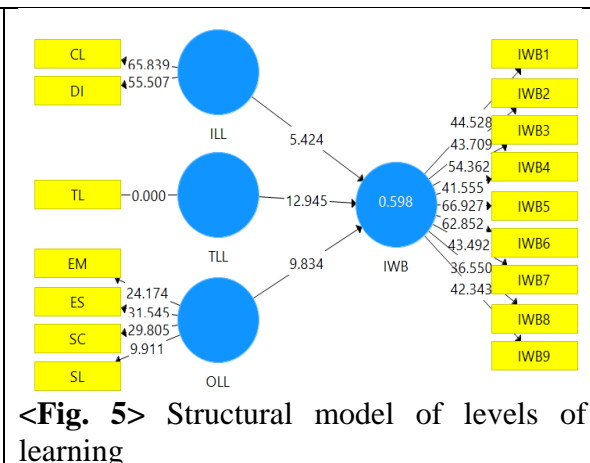 CL
DI
65.839
55.507
ILL
5.424
TL
0.000
TLL
12.945
EM
ES
SC
SL
24.174
31.545
29.805
9.911
OLL
9.834
0.598
IWB
44.528
43.709
54.362
41.555
66.927
62.852
43.492
36.550
42.343
IWB1
IWB2
IWB3
IWB4
IWB5
IWB6
IWB7
IWB8
IWB9
<Fig. 5> Structural model of levels of
learning